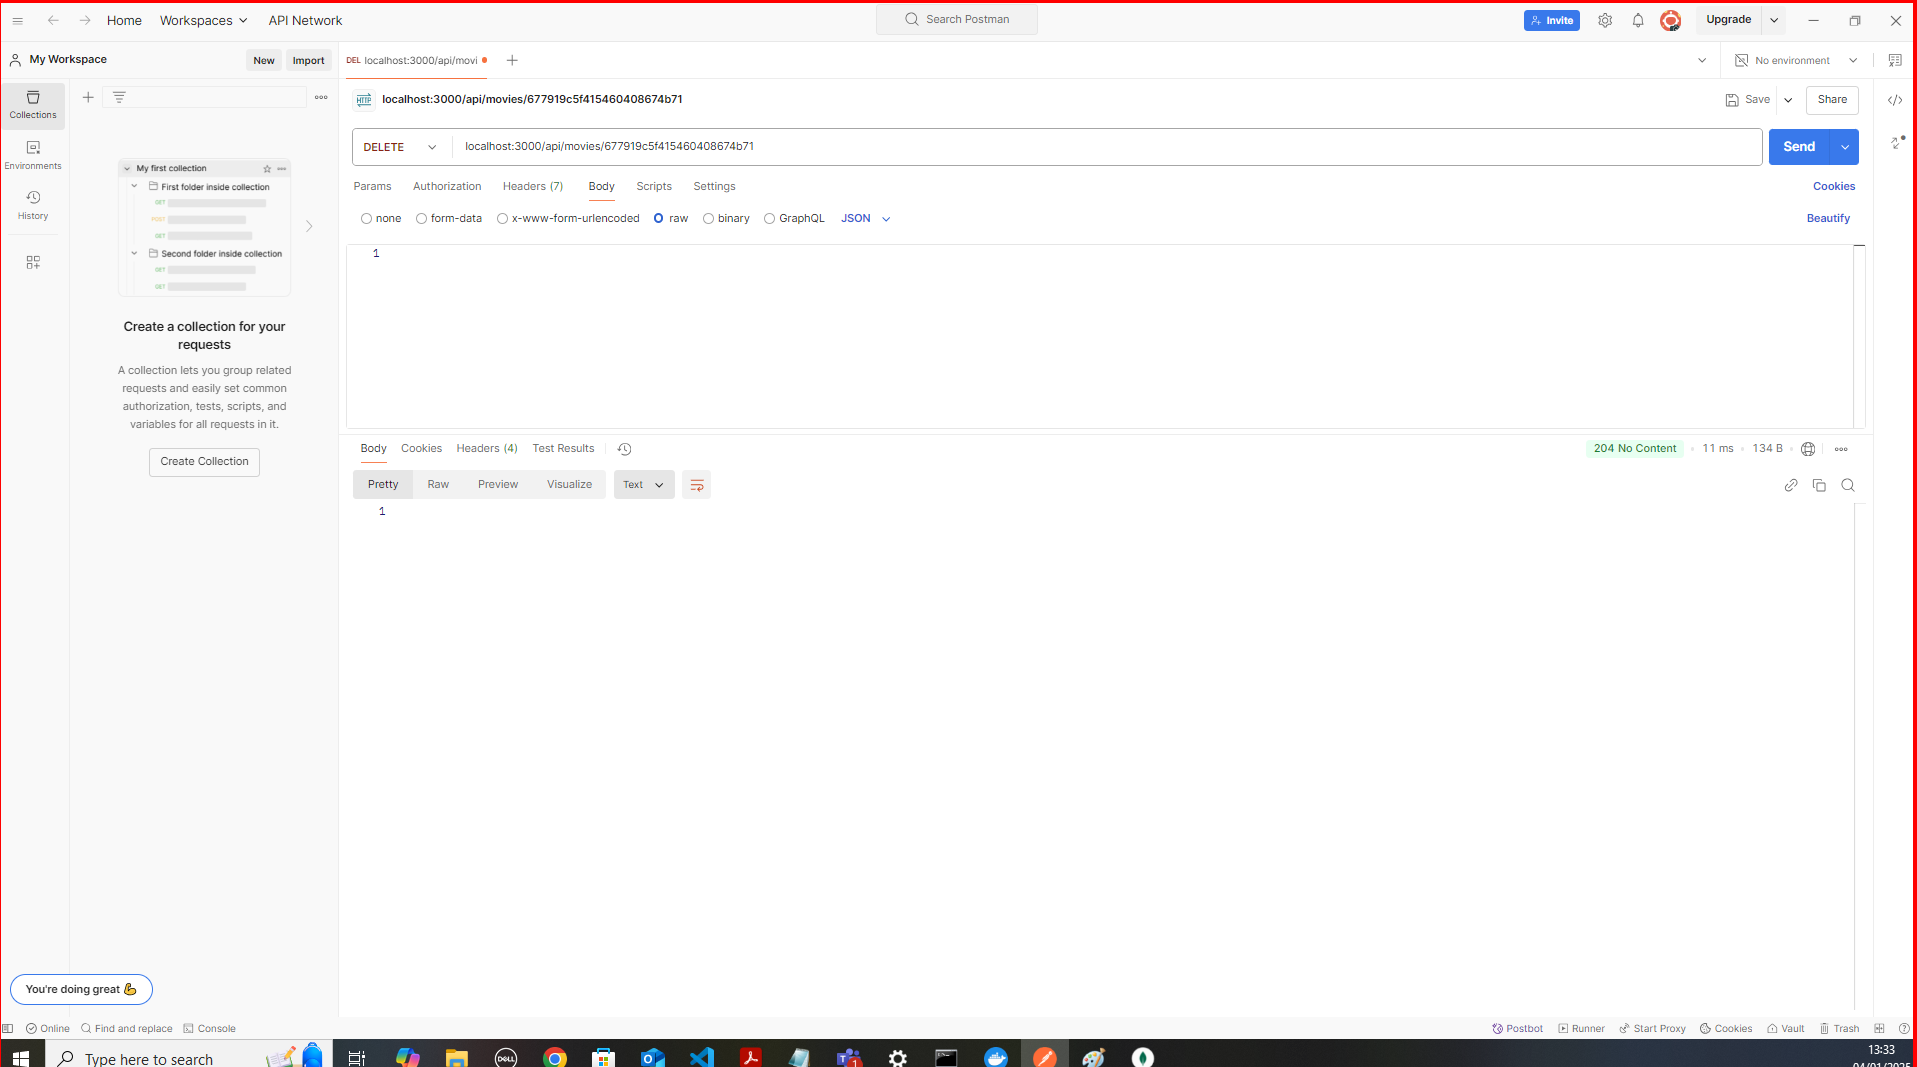 Home Workspaces API Network Search Postman Invite Upgrade
My Workspace New Import DEL localhost:3000/api/movi No environment
Collections
Environments
History
My first collection
First folder inside collection
GET
POST
GET
Second folder inside collection
GET
GET
Create a collection for your
requests
A collection lets you group related
requests and easily set common
authorization, tests, scripts, and
variables for all requests in it.
Create Collection
HTTP localhost:3000/api/movies/677919c5f415460408674b71 Save Share
DELETE localhost:3000/api/movies/677919c5f415460408674b71 Send
Params Authorization Headers (7) Body Scripts Settings Cookies
none form-data x-www-form-urlencoded raw binary GraphQL JSON Beautify
1
Body Cookies Headers (4) Test Results 204 No Content 11 ms 134 B
Pretty Raw Preview Visualize Text
1
You're doing great 💪
Online Find and replace Console Postbot Runner Start Proxy Cookies Vault Trash
Type here to search DELL 1 13:33
04/01/2025